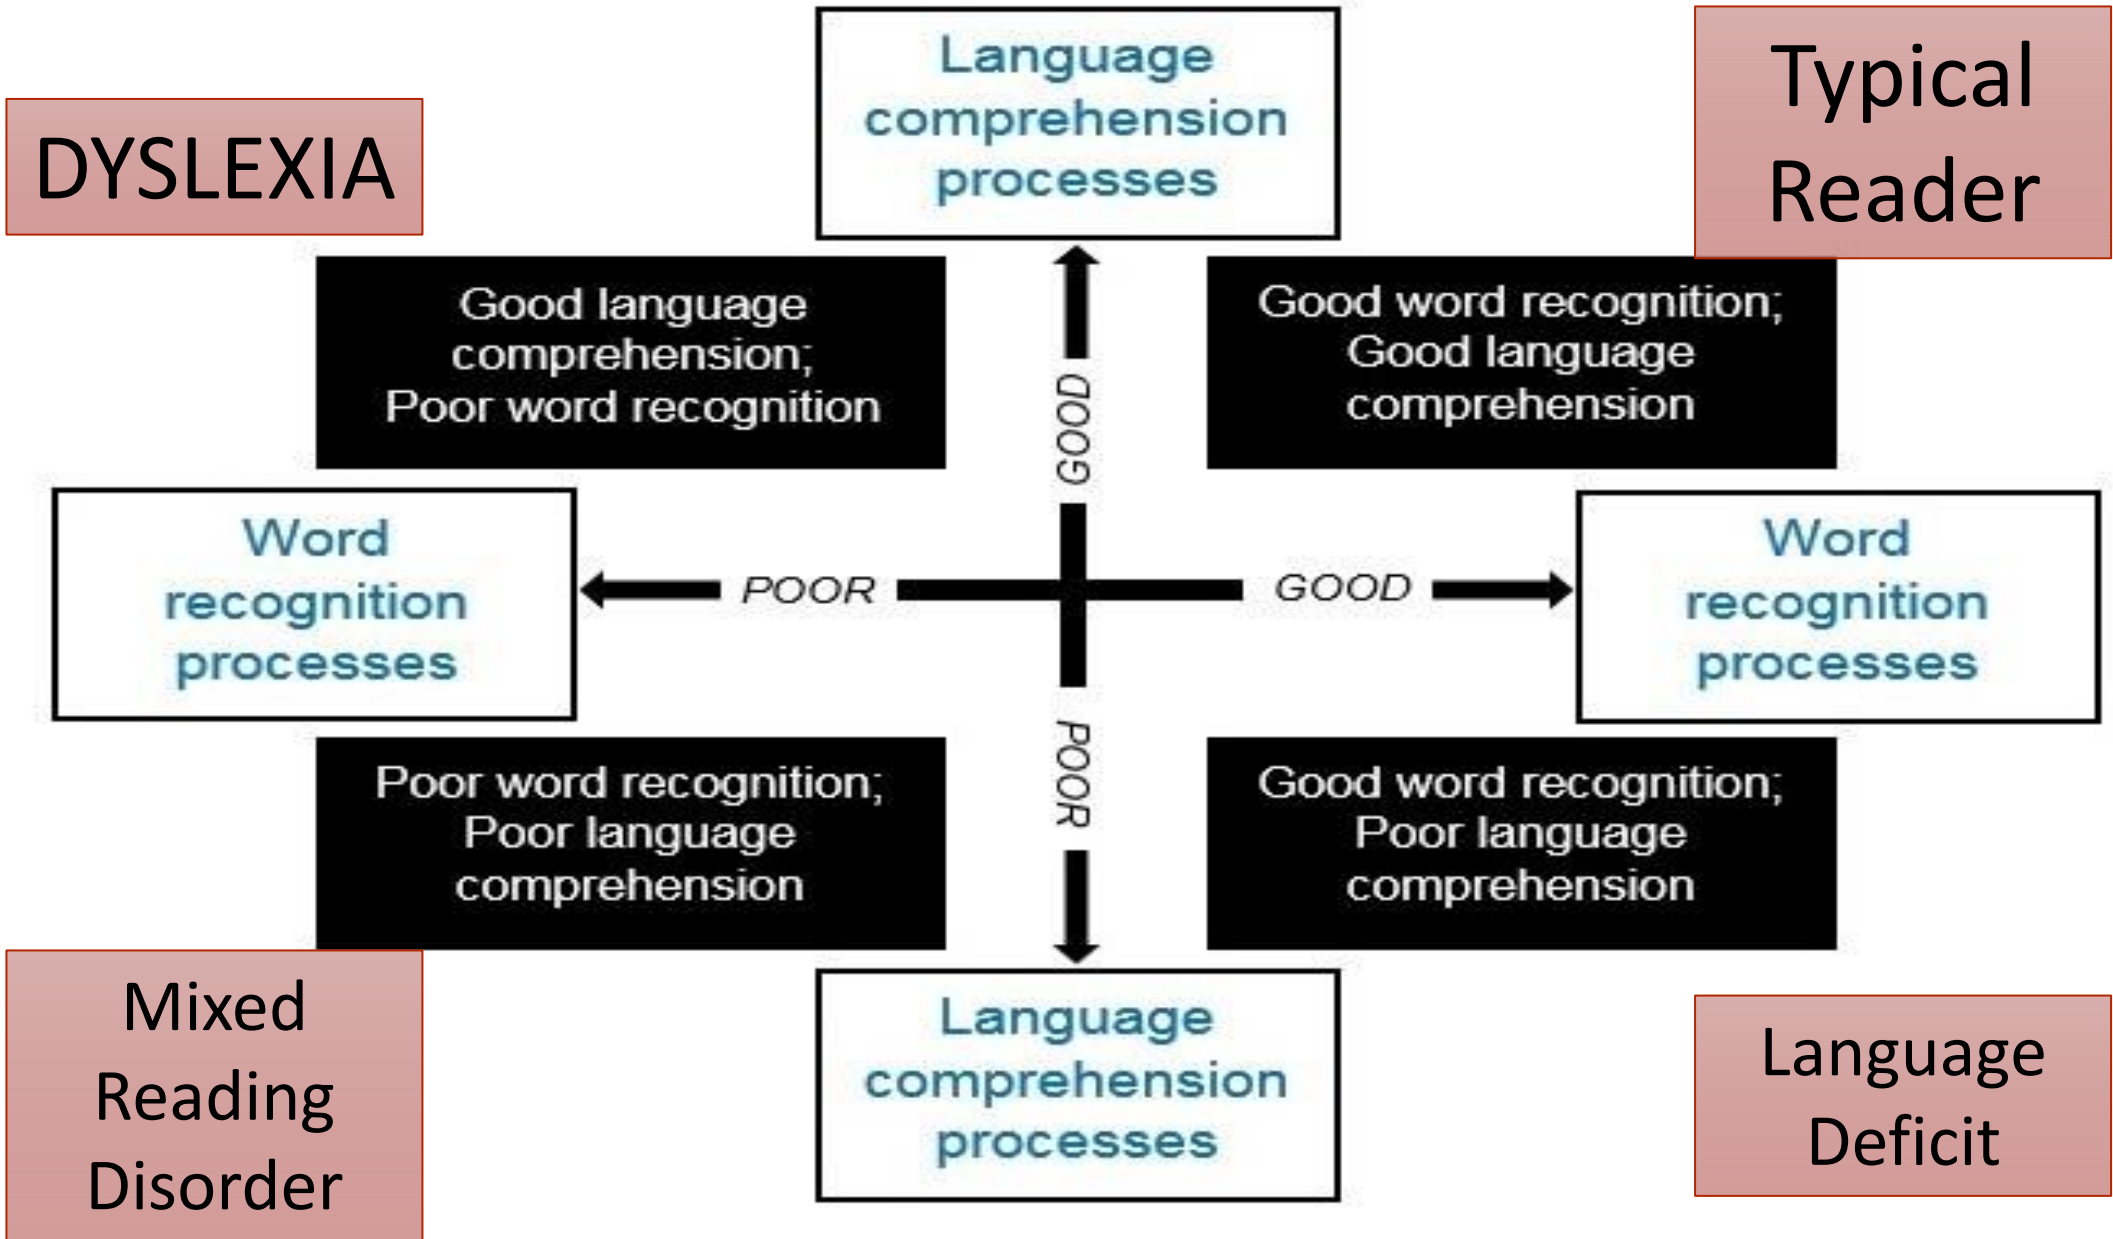 Language
comprehension
processes
Typical
Reader
DYSLEXIA
Good language
comprehension;
Poor word recognition
GOOD
Good word recognition;
Good language
comprehension
Word
recognition
processes
POOR
GOOD
Word
recognition
processes
Poor word recognition;
Poor language
comprehension
POOR
Good word recognition;
Poor language
comprehension
Mixed
Reading
Disorder
Language
comprehension
processes
Language
Deficit